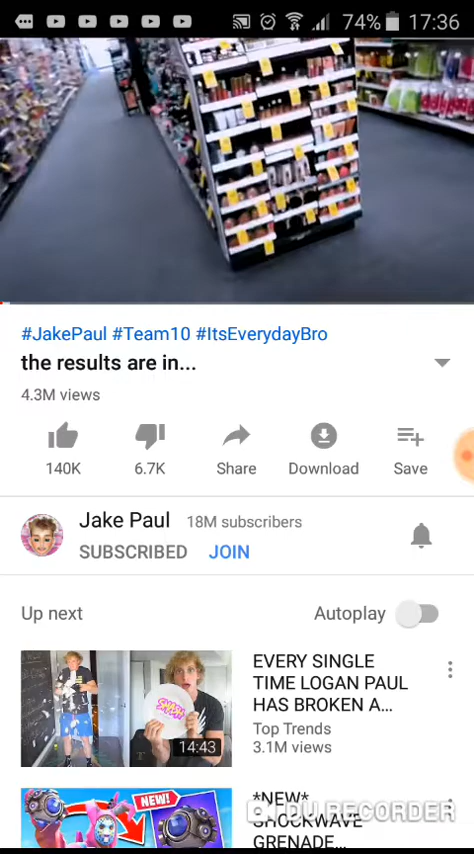 74% 17:36
#JakePaul #Team10 #ItsEverydayBro
the results are in...
4.3M views
140K 6.7K Share Download Save
Jake Paul 18M subscribers
SUBSCRIBED JOIN
Up next Autoplay
EVERY SINGLE
TIME LOGAN PAUL
HAS BROKEN A...
Top Trends
3.1M views
SMASH
14:43
NEW!
*NEW*
SHOCKWAVE
GRENADE...
DU RECORDER